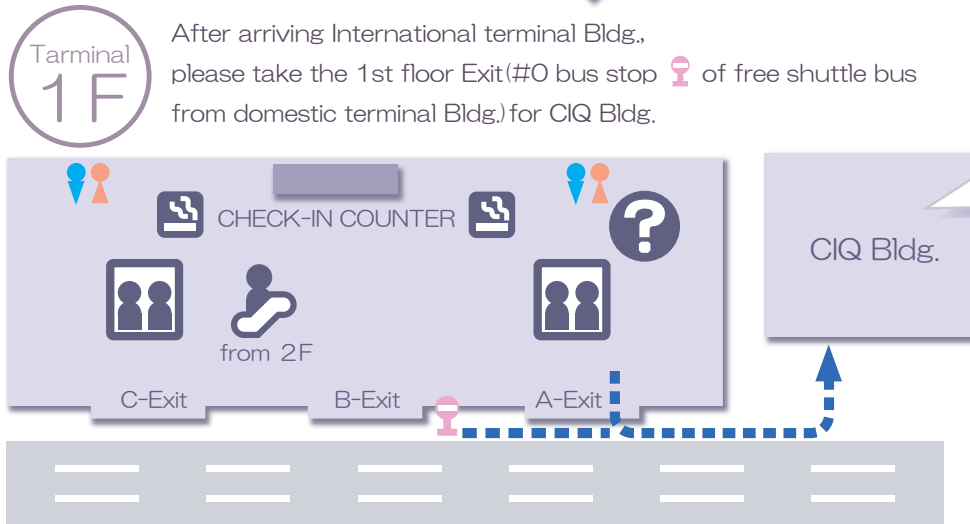 Tarminal
1F
After arriving International terminal Bldg.,
please take the 1st floor Exit(#0 bus stop of free shuttle bus
from domestic terminal Bldg.)for CIQ Bldg.
CHECK-IN COUNTER
?
CIQ Bldg.
from 2F
C-Exit
B-Exit
A-Exit